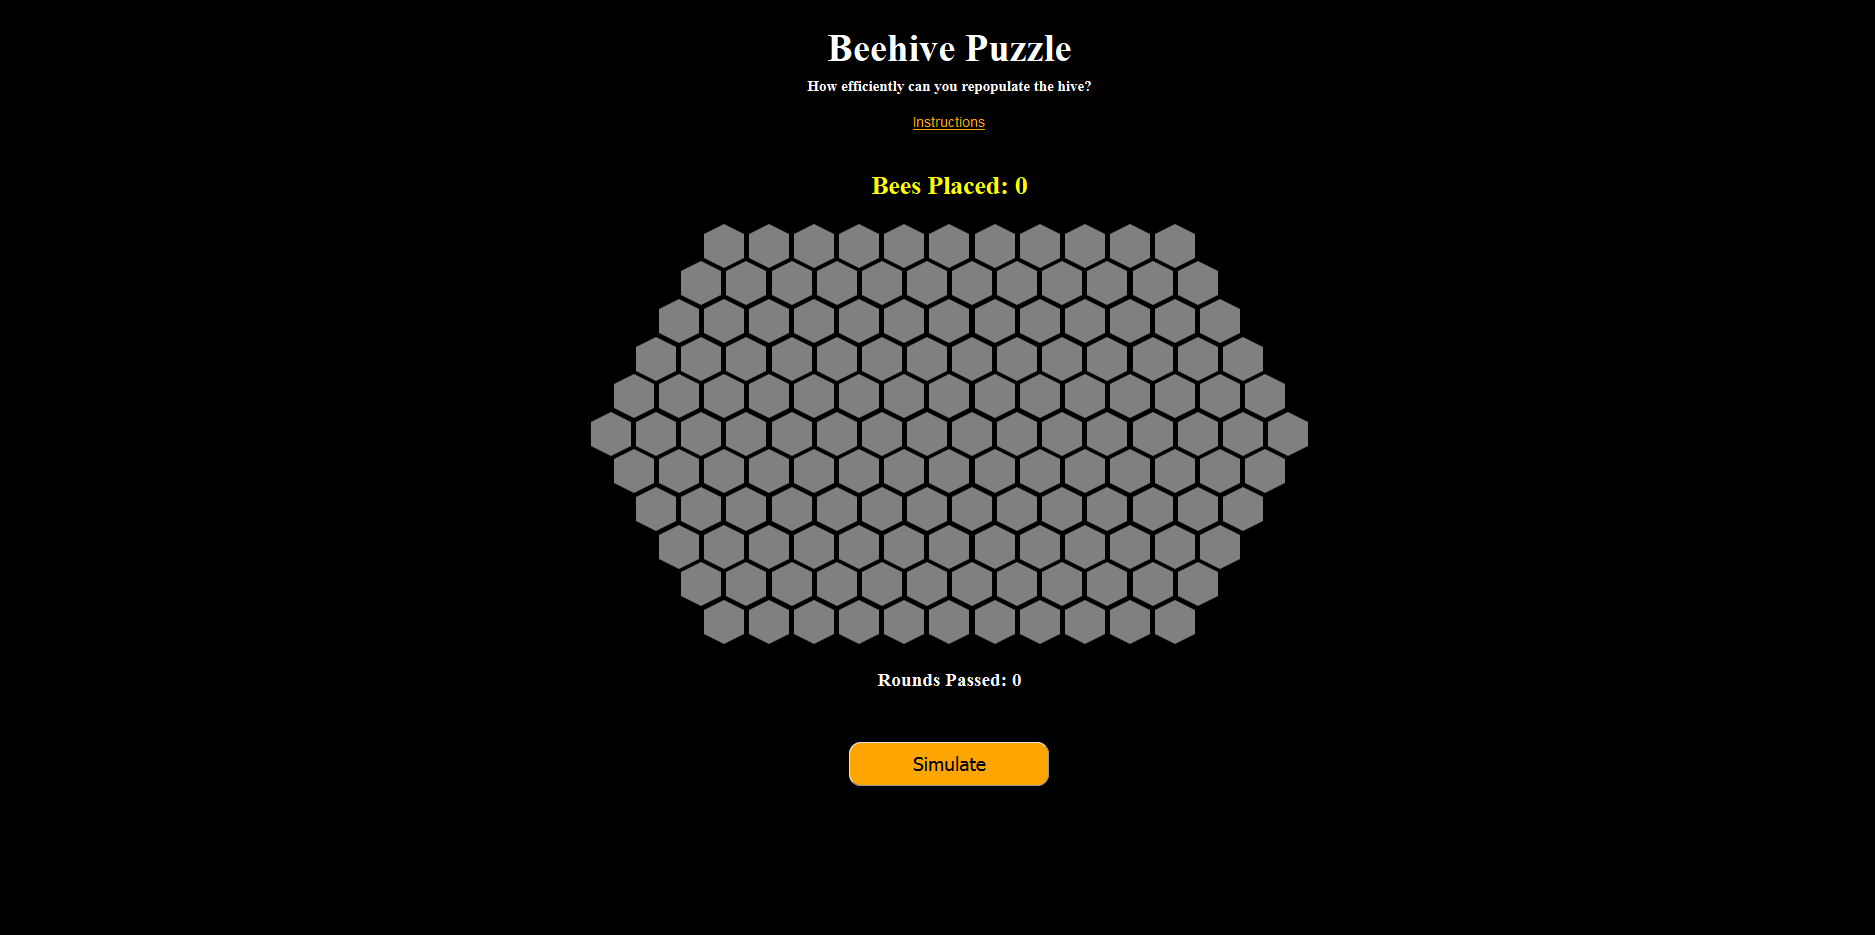 Beehive Puzzle
How efficiently can you repopulate the hive?
Instructions
Bees Placed: 0
Rounds Passed: 0
Simulate